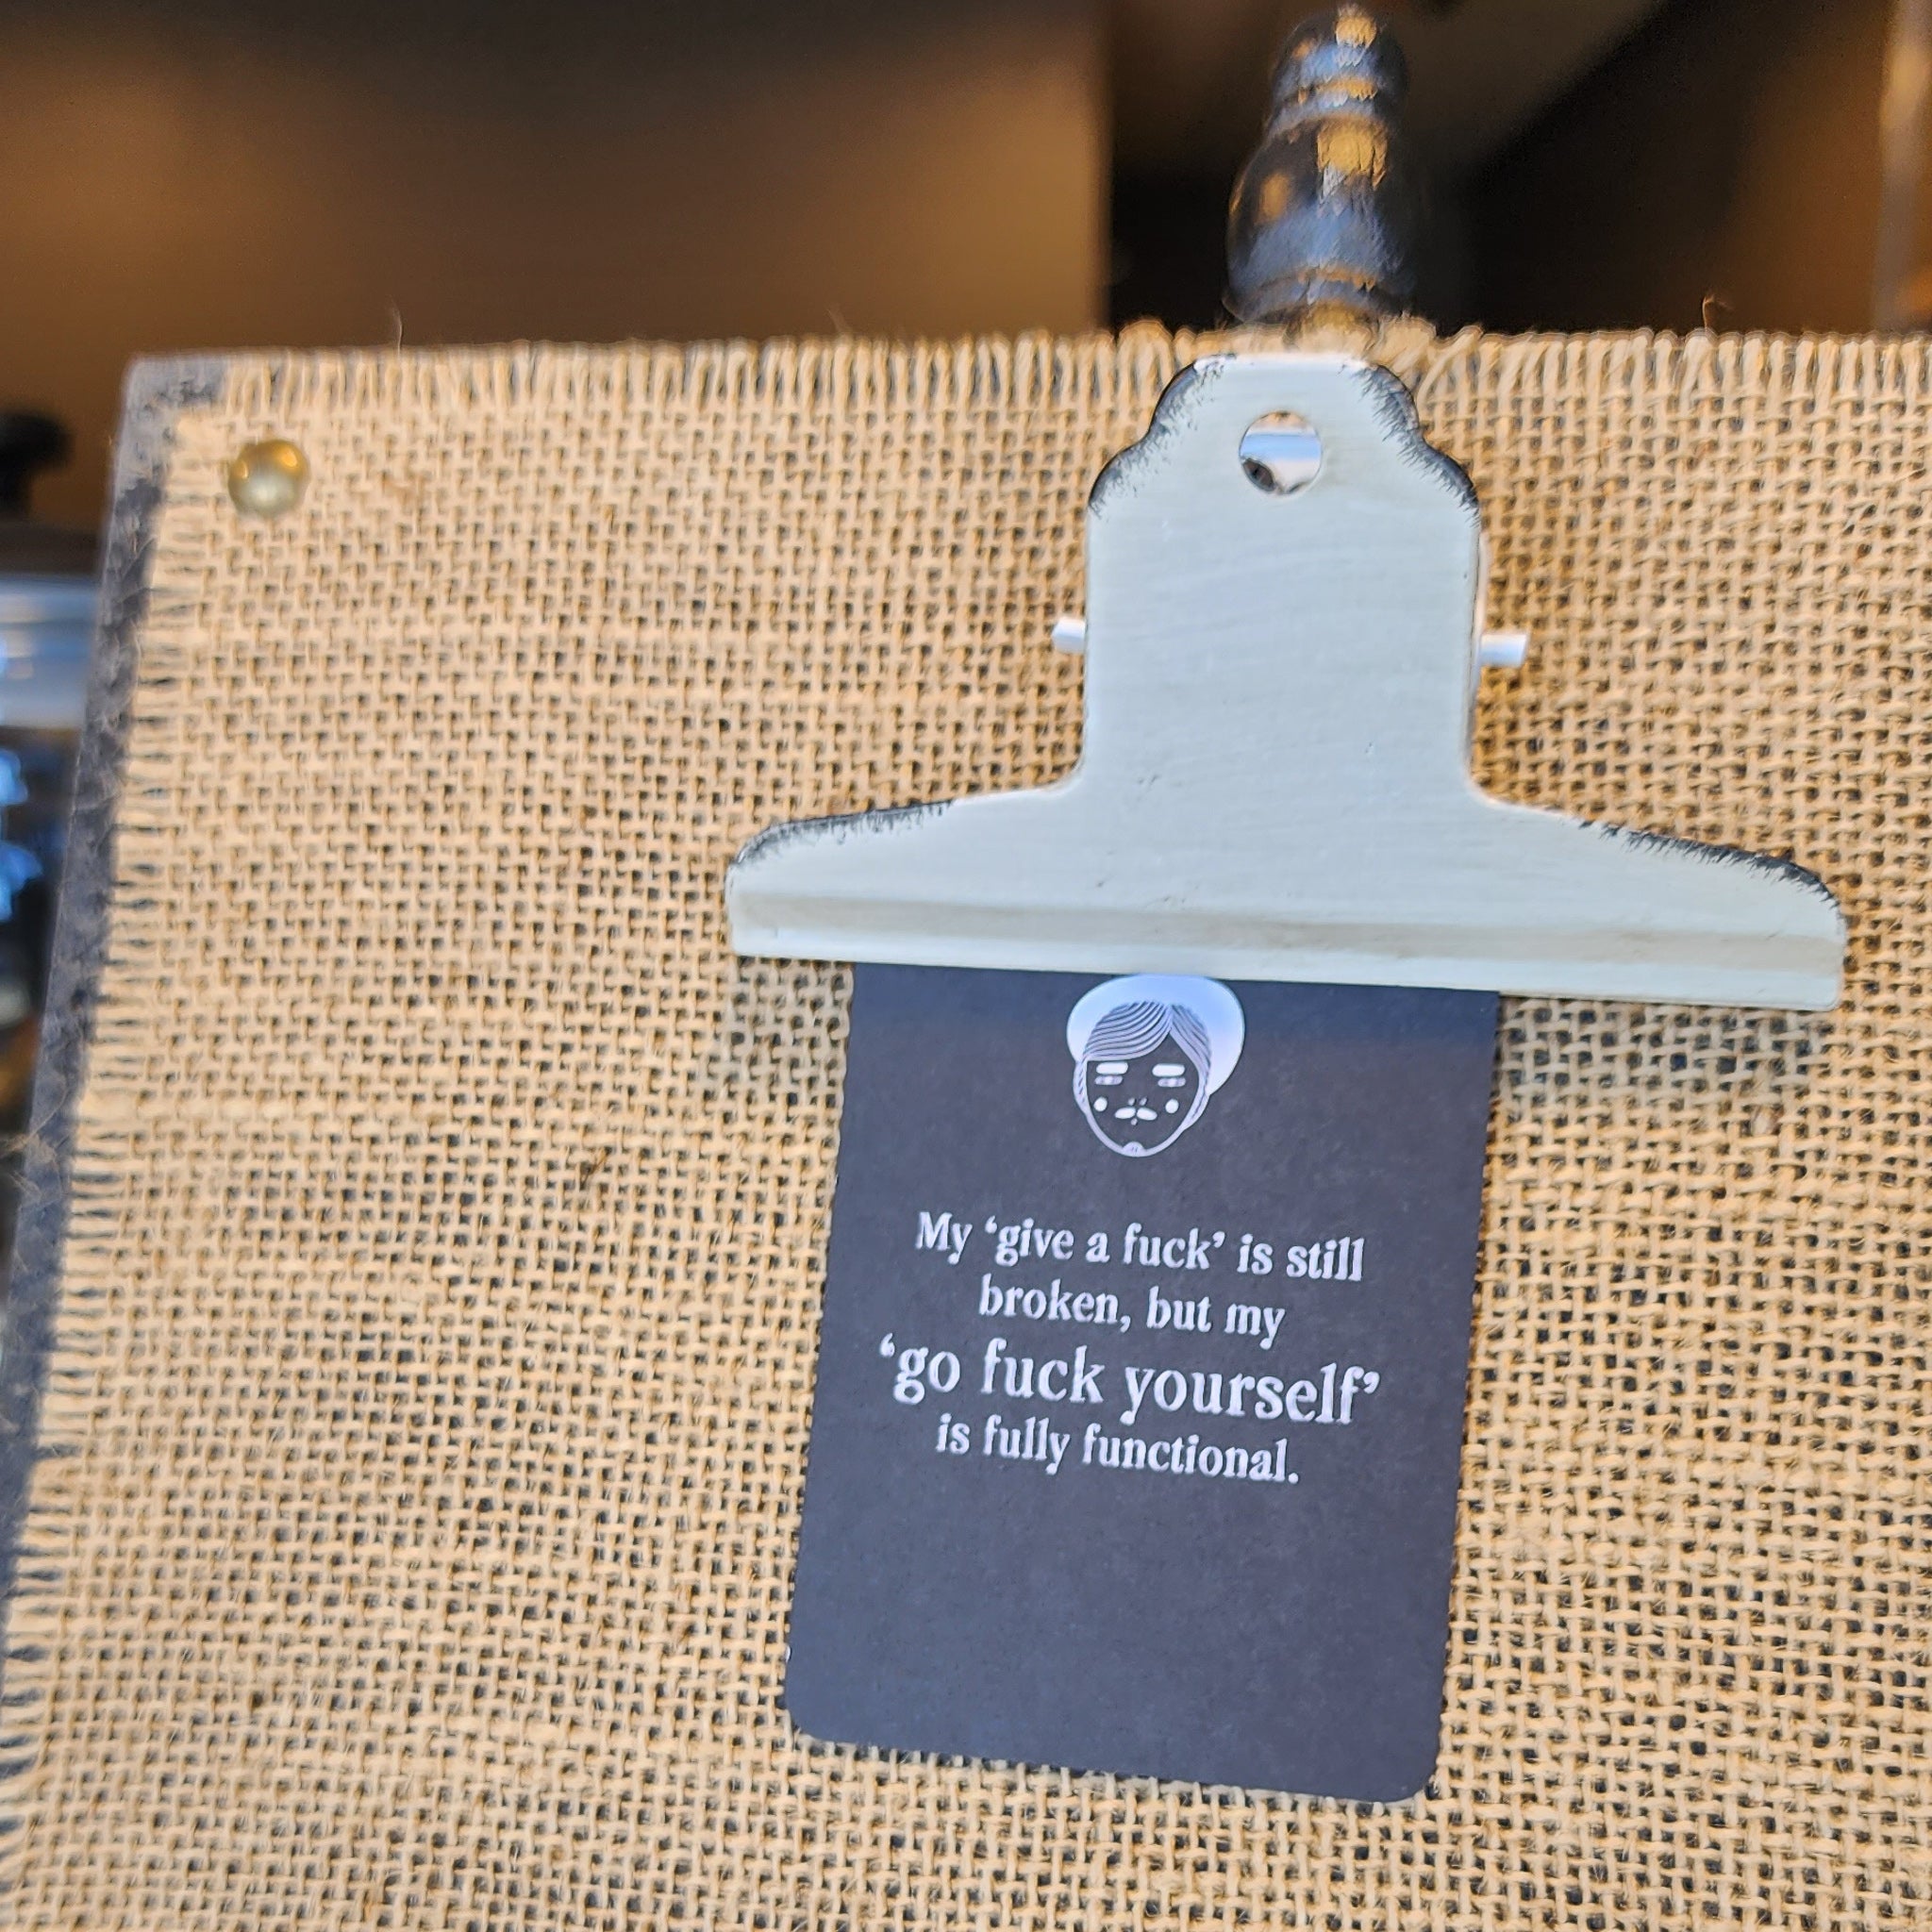 My ‘give a fuck’ is still
broken, but my
‘go fuck yourself’
is fully functional.